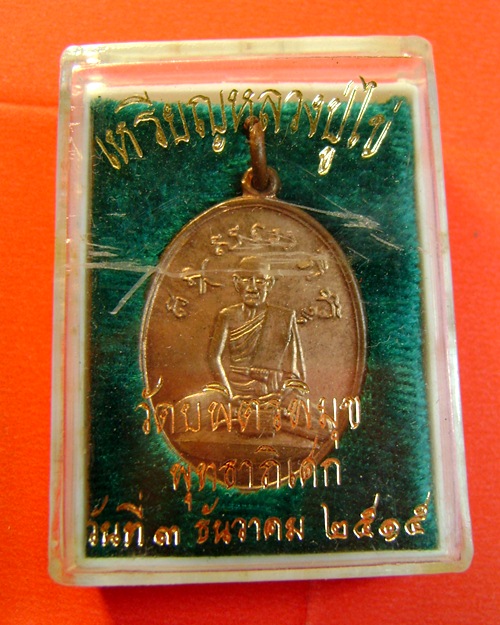 เหรียญหลวงปู่ไข่
วัดบพิตรพิมุข
พุทธาภิเศก
วันที่ ๓ ธันวาคม ๒๕๑๕